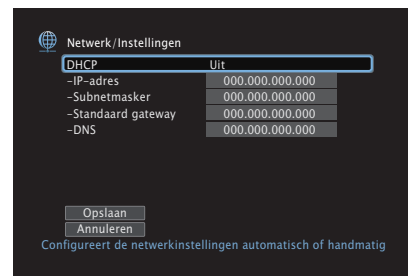 Netwerk/Instellingen
DHCP Uit
-IP-adres 000.000.000.000
-Subnetmasker 000.000.000.000
-Standaard gateway 000.000.000.000
-DNS 000.000.000.000
Opslaan
Annuleren
Configureert de netwerkinstellingen automatisch of handmatig